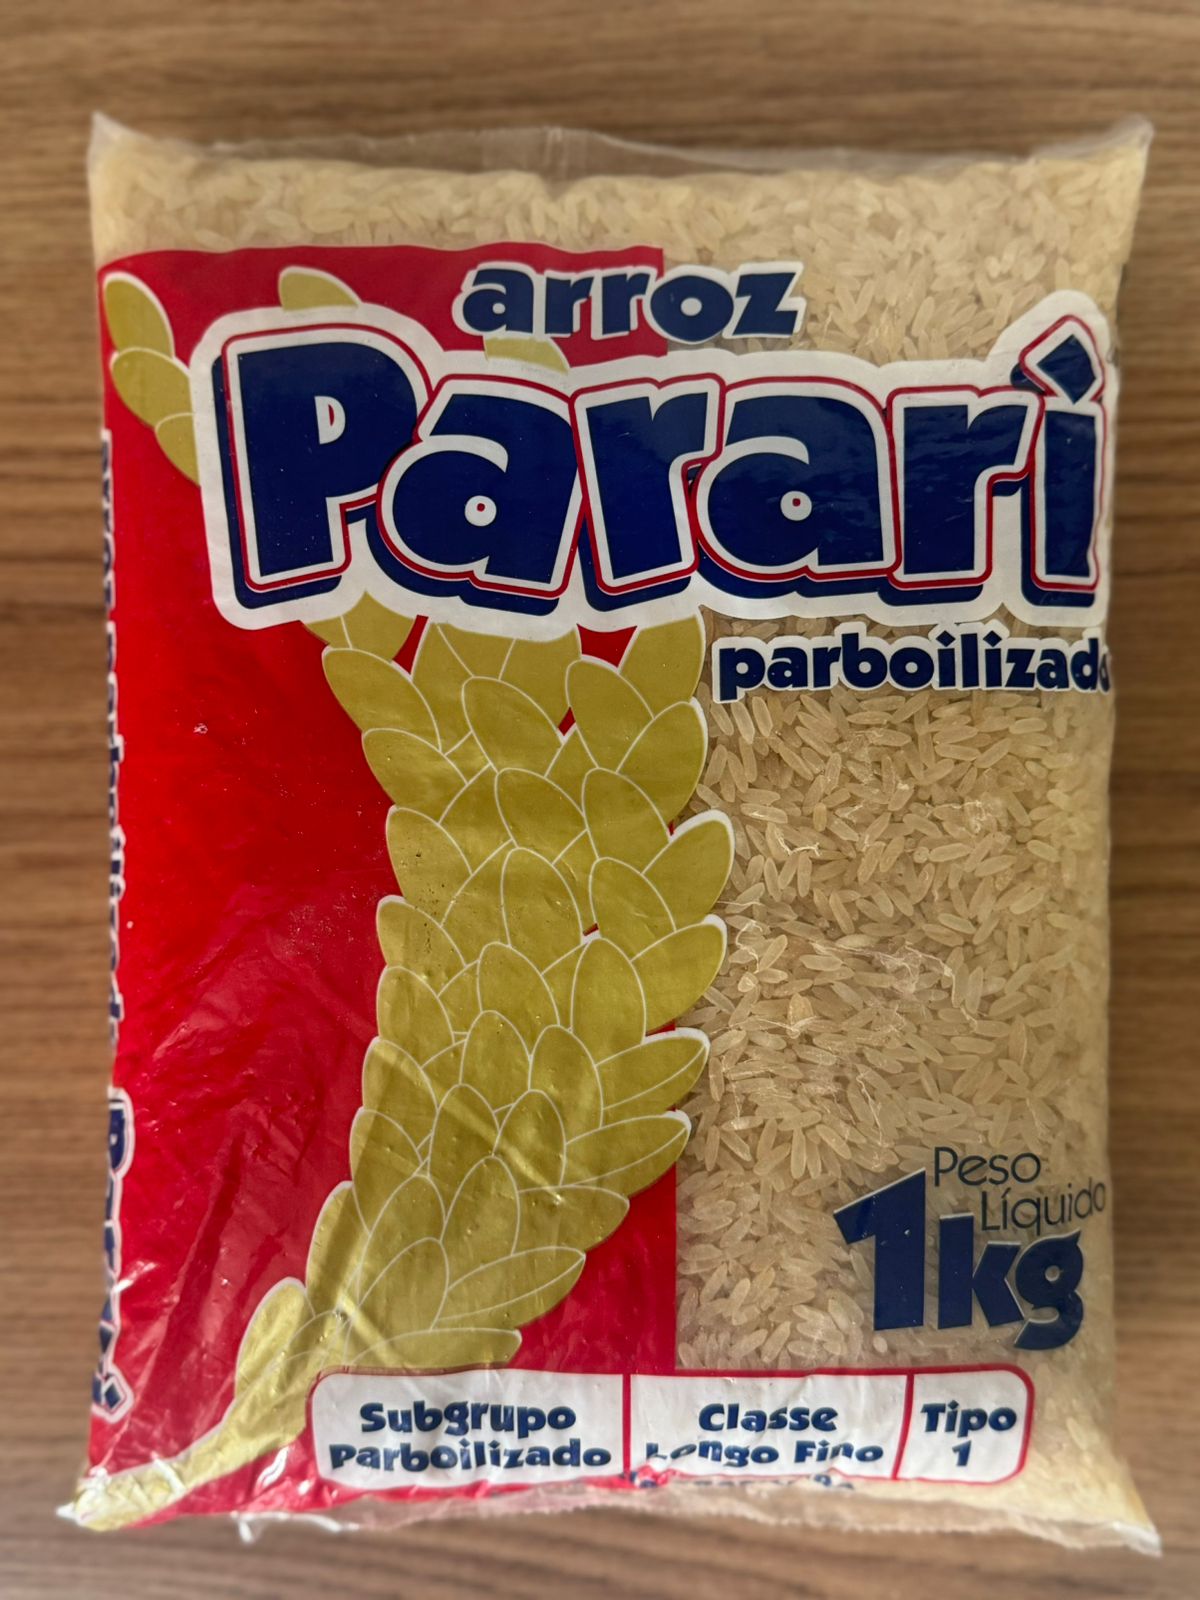 arroz
Pararì
parboilizado
Peso
Líquido
1kg
Subgrupo
Parboilizado
Classe
Longo Fino
Tipo
1